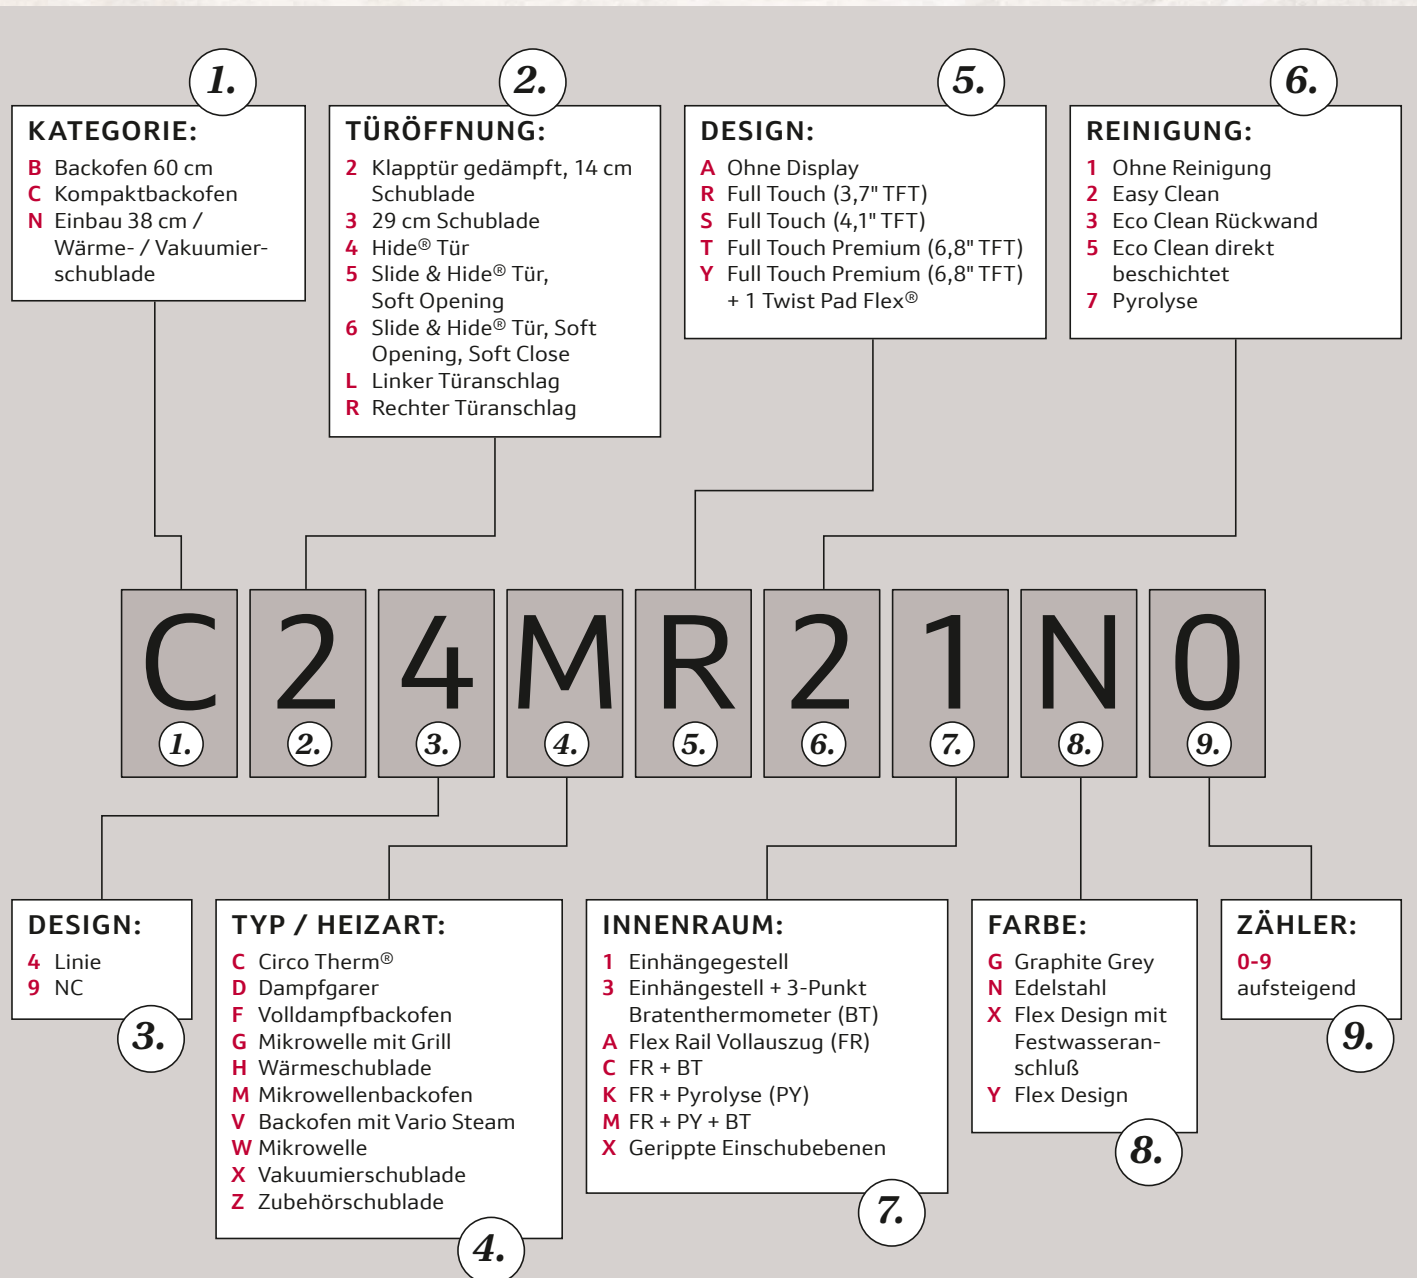 1.
KATEGORIE:
B Backofen 60 cm
C Kompaktbackofen
N Einbau 38 cm /
Wärme- / Vakuumier-
schublade
2.
TÜRÖFFNUNG:
2 Klapptür gedämpft, 14 cm
Schublade
3 29 cm Schublade
4 Hide® Tür
5 Slide & Hide® Tür,
Soft Opening
6 Slide & Hide® Tür, Soft
Opening, Soft Close
L Linker Türanschlag
R Rechter Türanschlag
5.
DESIGN:
A Ohne Display
R Full Touch (3,7" TFT)
S Full Touch (4,1" TFT)
T Full Touch Premium (6,8" TFT)
Y Full Touch Premium (6,8" TFT)
+ 1 Twist Pad Flex®
6.
REINIGUNG:
1 Ohne Reinigung
2 Easy Clean
3 Eco Clean Rückwand
5 Eco Clean direkt
beschichtet
7 Pyrolyse
C 2 4 M R 2 1 N 0
1. 2. 3. 4. 5. 6. 7. 8. 9.
DESIGN:
4 Linie
9 NC
3.
TYP / HEIZART:
C Circo Therm®
D Dampfgarer
F Volldampfbackofen
G Mikrowelle mit Grill
H Wärmeschublade
M Mikrowellenbackofen
V Backofen mit Vario Steam
W Mikrowelle
X Vakuumierschublade
Z Zubehörschublade
4.
INNENRAUM:
1 Einhängegestell
3 Einhängestell + 3-Punkt
Bratenthermometer (BT)
A Flex Rail Vollauszug (FR)
C FR + BT
K FR + Pyrolyse (PY)
M FR + PY + BT
X Gerippte Einschubebenen
7.
FARBE:
G Graphite Grey
N Edelstahl
X Flex Design mit
Festwasseran-
schluß
Y Flex Design
8.
ZÄHLER:
0-9
aufsteigend
9.